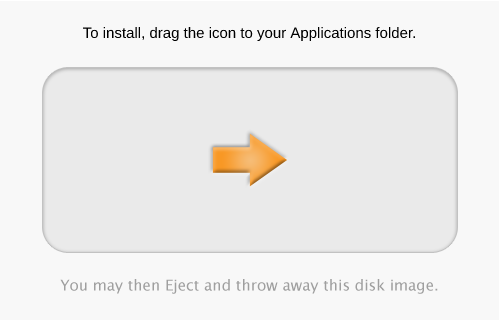 To install, drag the icon to your Applications folder.
You may then Eject and throw away this disk image.